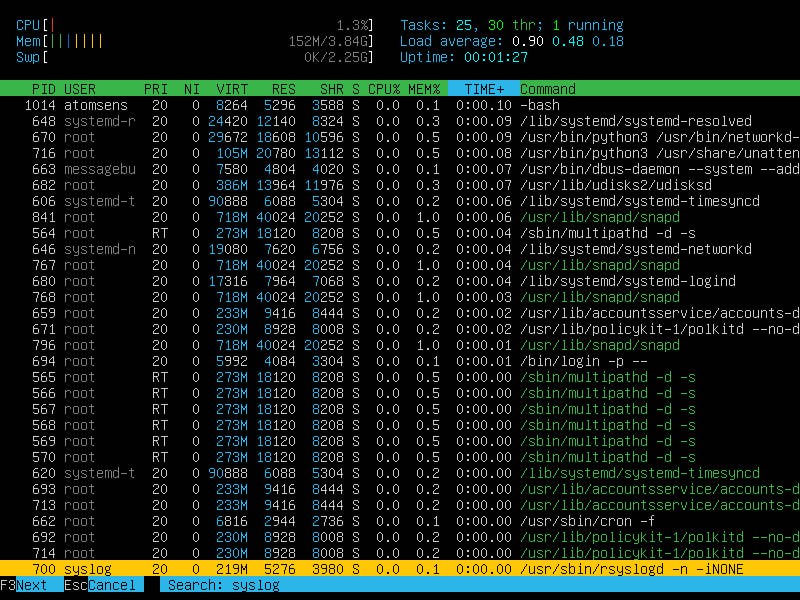 CPU[| 1.3%] Tasks: 25, 30 thr; 1 running
Mem[||||||| 152M/3.84G] Load average: 0.90 0.48 0.18
Swp[ 0K/2.25G] Uptime: 00:01:27
PID USER PRI NI VIRT RES SHR S CPU% MEM% TIME+ Command
1014 atomsens 20 0 8264 5296 3588 S 0.0 0.1 0:00.10 -bash
648 systemd-r 20 0 24420 12140 8324 S 0.0 0.3 0:00.09 /lib/systemd/systemd-resolved
670 root 20 0 29672 18608 10596 S 0.0 0.5 0:00.09 /usr/bin/python3 /usr/bin/networkd-
716 root 20 0 105M 20780 13112 S 0.0 0.5 0:00.08 /usr/bin/python3 /usr/share/unatten
663 messagebu 20 0 7580 4804 4020 S 0.0 0.1 0:00.07 /usr/bin/dbus-daemon --system --add
682 root 20 0 386M 13964 11976 S 0.0 0.3 0:00.07 /usr/lib/udisks2/udisksd
606 systemd-t 20 0 90888 6088 5304 S 0.0 0.2 0:00.06 /lib/systemd/systemd-timesyncd
841 root 20 0 718M 40024 20252 S 0.0 1.0 0:00.06 /usr/lib/snapd/snapd
564 root RT 0 273M 18120 8208 S 0.0 0.5 0:00.04 /sbin/multipathd -d -s
646 systemd-n 20 0 19080 7620 6756 S 0.0 0.2 0:00.04 /lib/systemd/systemd-networkd
767 root 20 0 718M 40024 20252 S 0.0 1.0 0:00.04 /usr/lib/snapd/snapd
680 root 20 0 17316 7964 7068 S 0.0 0.2 0:00.04 /lib/systemd/systemd-logind
768 root 20 0 718M 40024 20252 S 0.0 1.0 0:00.03 /usr/lib/snapd/snapd
659 root 20 0 233M 9416 8444 S 0.0 0.2 0:00.02 /usr/lib/accountsservice/accounts-d
671 root 20 0 230M 8928 8008 S 0.0 0.2 0:00.02 /usr/lib/policykit-1/polkitd --no-d
796 root 20 0 718M 40024 20252 S 0.0 1.0 0:00.01 /usr/lib/snapd/snapd
694 root 20 0 5992 4084 3304 S 0.0 0.1 0:00.01 /bin/login -p --
565 root RT 0 273M 18120 8208 S 0.0 0.5 0:00.00 /sbin/multipathd -d -s
566 root RT 0 273M 18120 8208 S 0.0 0.5 0:00.00 /sbin/multipathd -d -s
567 root RT 0 273M 18120 8208 S 0.0 0.5 0:00.00 /sbin/multipathd -d -s
568 root RT 0 273M 18120 8208 S 0.0 0.5 0:00.00 /sbin/multipathd -d -s
569 root RT 0 273M 18120 8208 S 0.0 0.5 0:00.00 /sbin/multipathd -d -s
570 root RT 0 273M 18120 8208 S 0.0 0.5 0:00.00 /sbin/multipathd -d -s
620 systemd-t 20 0 90888 6088 5304 S 0.0 0.2 0:00.00 /lib/systemd/systemd-timesyncd
693 root 20 0 233M 9416 8444 S 0.0 0.2 0:00.00 /usr/lib/accountsservice/accounts-d
713 root 20 0 233M 9416 8444 S 0.0 0.2 0:00.00 /usr/lib/accountsservice/accounts-d
662 root 20 0 6816 2944 2736 S 0.0 0.1 0:00.00 /usr/sbin/cron -f
692 root 20 0 230M 8928 8008 S 0.0 0.2 0:00.00 /usr/lib/policykit-1/polkitd --no-d
714 root 20 0 230M 8928 8008 S 0.0 0.2 0:00.00 /usr/lib/policykit-1/polkitd --no-d
700 syslog 20 0 219M 5276 3980 S 0.0 0.1 0:00.00 /usr/sbin/rsyslogd -n -iNONE
F3Next EscCancel Search: syslog